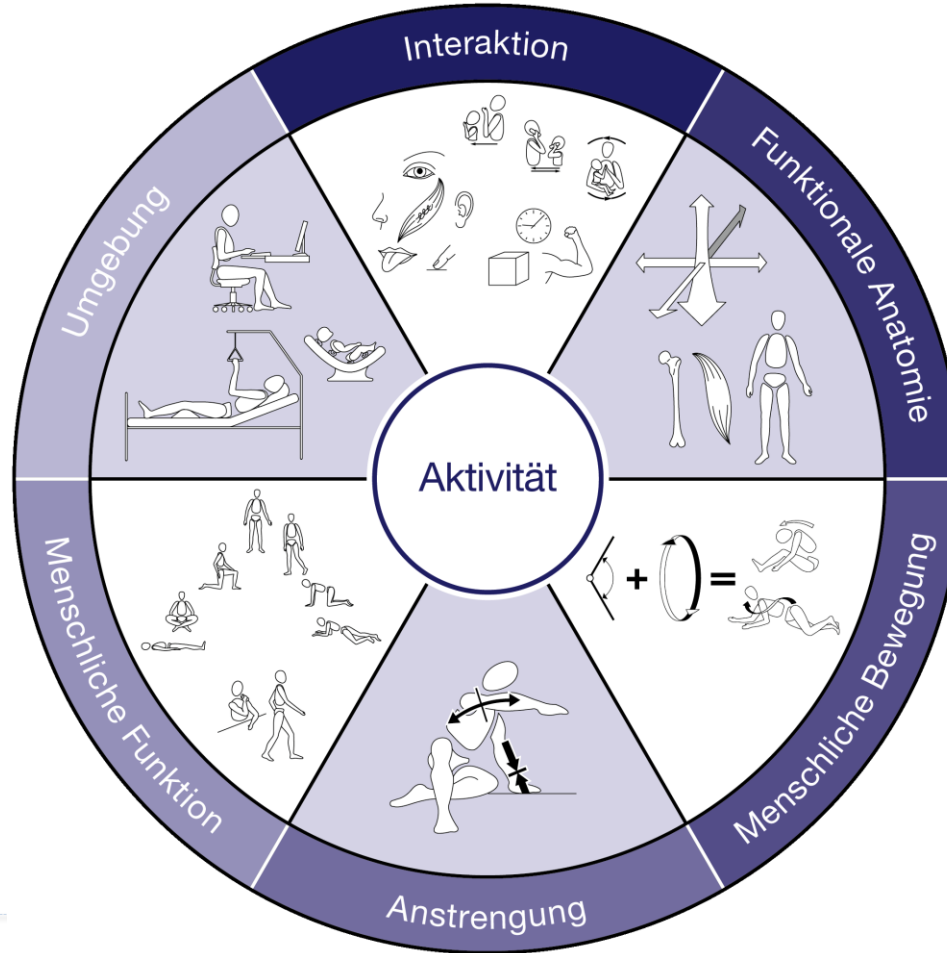 Interaktion
Funktionale Anatomie
Menschliche Bewegung
Anstrengung
Menschliche Funktion
Umgebung
Aktivität